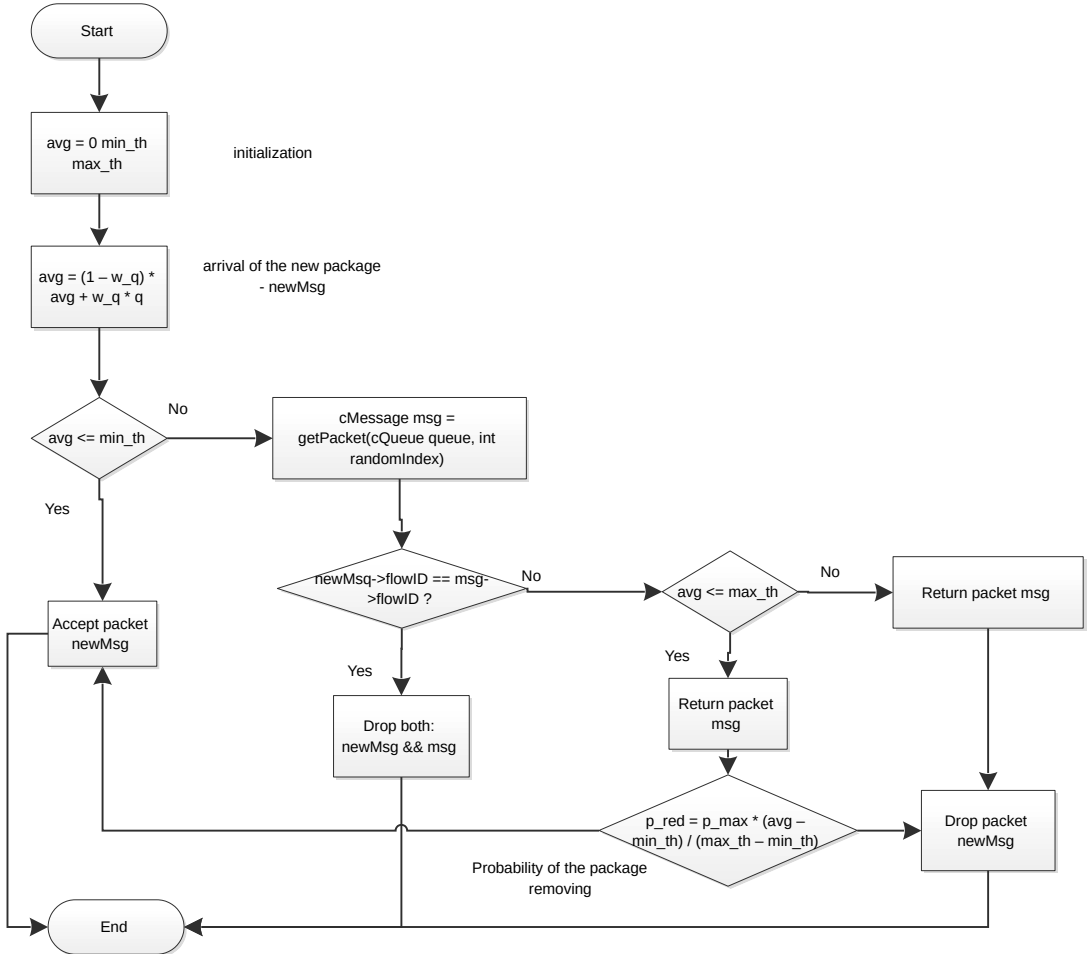 Start
avg = 0 min_th
max_th
initialization
avg = (1 – w_q) *
avg + w_q * q
arrival of the new package
- newMsg
avg <= min_th
No
cMessage msg =
getPacket(cQueue queue, int
randomIndex)
Yes
newMsq->flowID == msg-
>flowID ?
No
avg <= max_th
No
Return packet msg
Accept packet
newMsg
Yes
Yes
Drop both:
newMsg && msg
Return packet
msg
p_red = p_max * (avg –
min_th) / (max_th – min_th)
Drop packet
newMsg
Probability of the package
removing
End